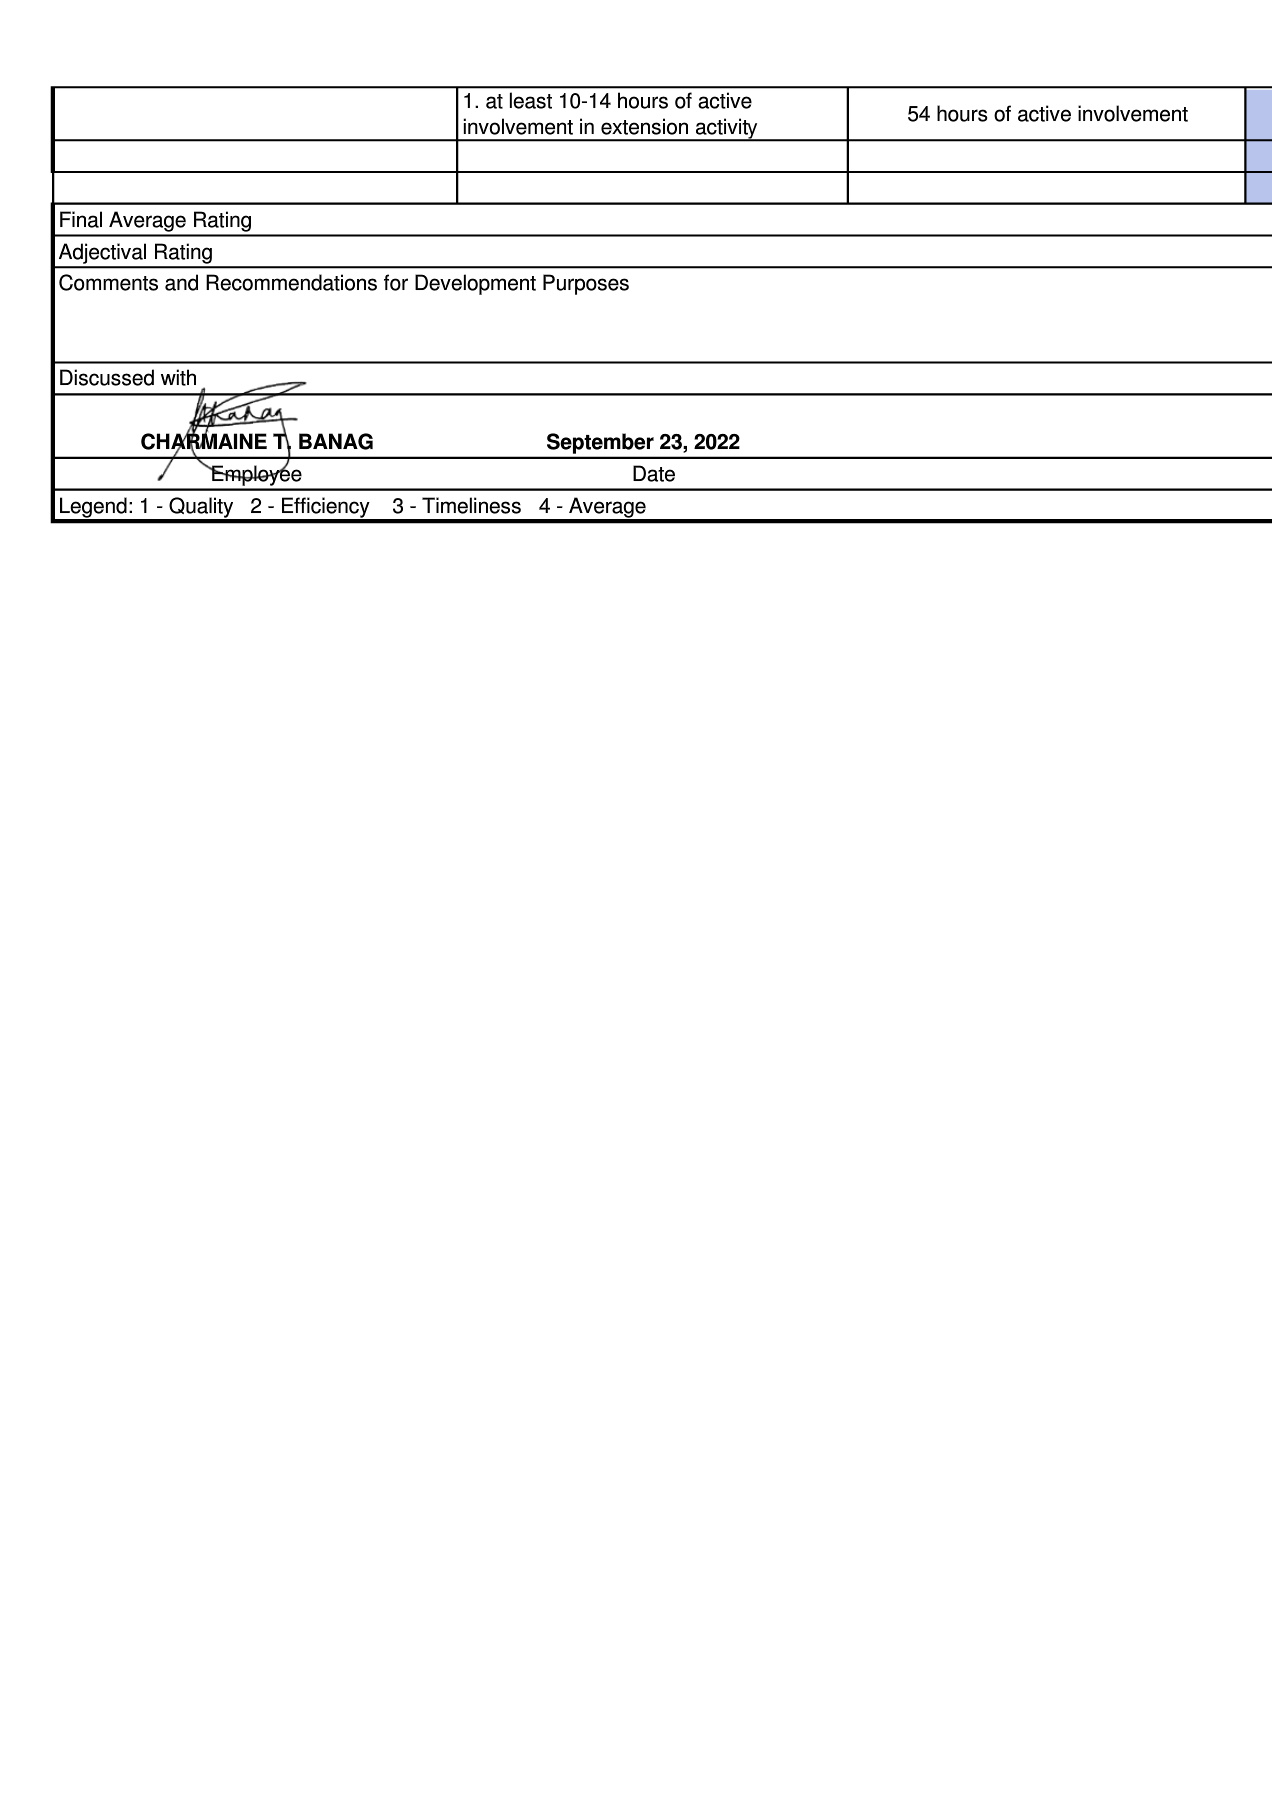 1. at least 10-14 hours of active
involvement in extension activity
54 hours of active involvement
Final Average Rating
Adjectival Rating
Comments and Recommendations for Development Purposes
Discussed with
CHARMAINE T. BANAG
September 23, 2022
Employee
Date
Legend: 1 - Quality 2 - Efficiency 3 - Timeliness 4 - Average